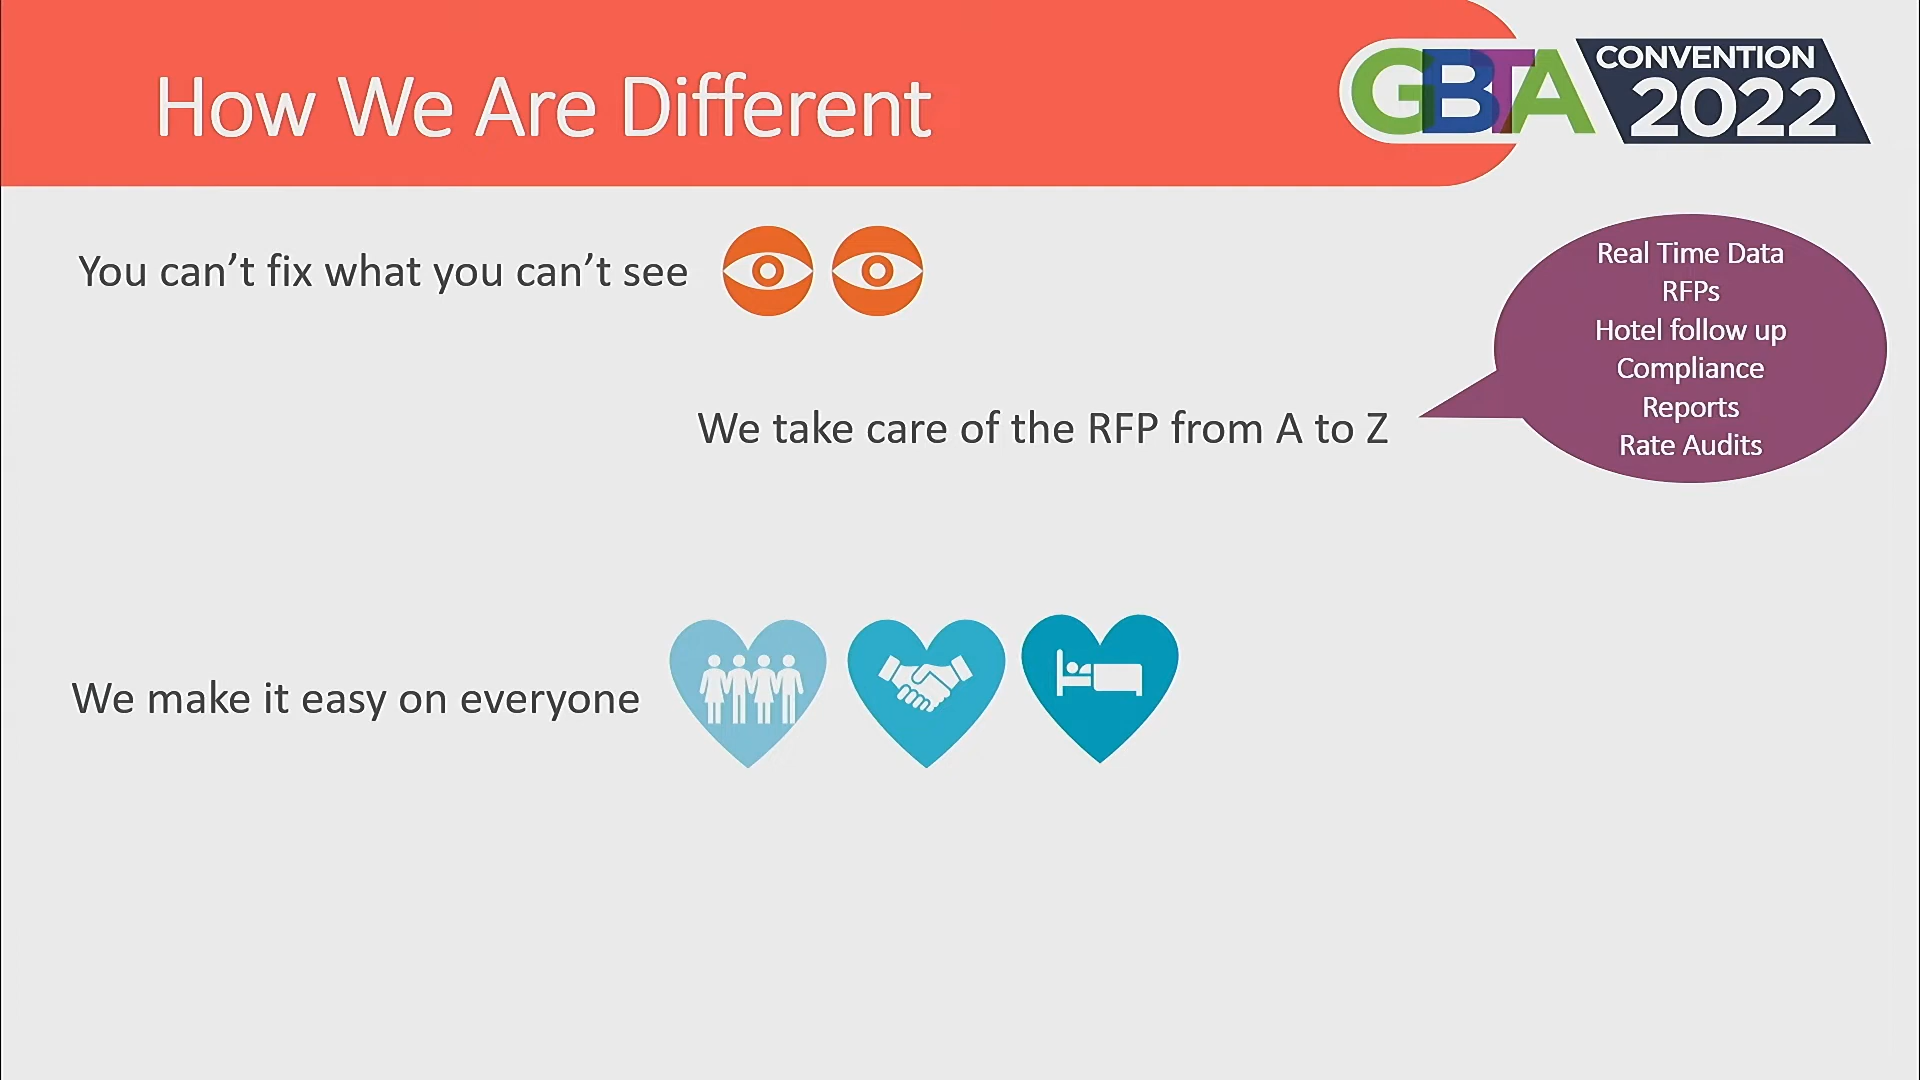 How We Are Different
GBTA
CONVENTION
2022
You can’t fix what you can’t see
Real Time Data
RFPs
Hotel follow up
Compliance
Reports
Rate Audits
We take care of the RFP from A to Z
We make it easy on everyone